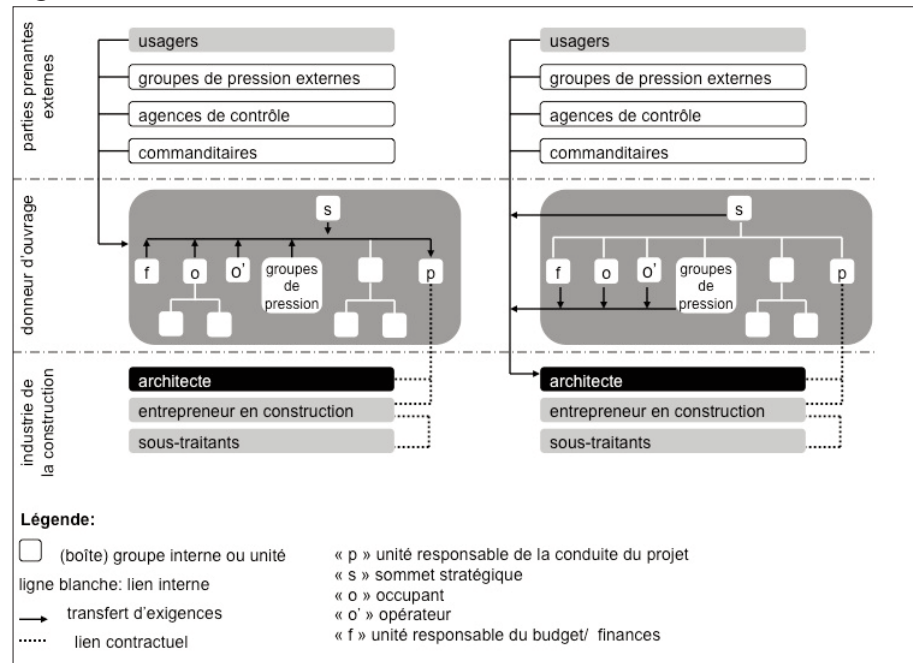 parties prenantes
externes
usagers
groupes de pression externes
agences de contrôle
commanditaires
usagers
groupes de pression externes
agences de contrôle
commanditaires
donneur d'ouvrage
s
f
o
o'
groupes
de
pression
p
s
f
o
o'
groupes
de
pression
p
industrie de
la construction
architecte
entrepreneur en construction
sous-traitants
architecte
entrepreneur en construction
sous-traitants
Légende:
(boîte) groupe interne ou unité
ligne blanche: lien interne
transfert d'exigences
lien contractuel
« p » unité responsable de la conduite du projet
« s » sommet stratégique
« o » occupant
« o' » opérateur
« f » unité responsable du budget/ finances